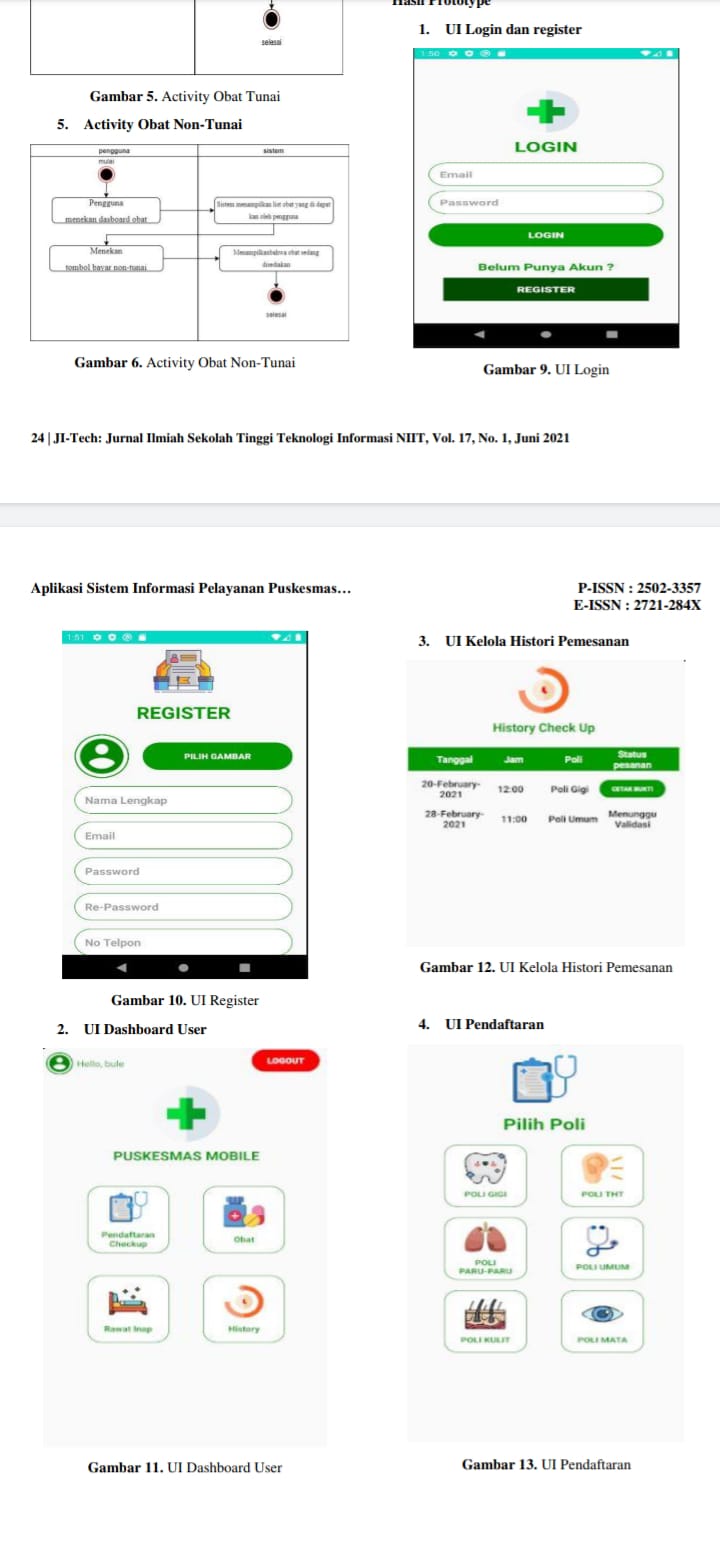 Hasil Prototype
selesai
Gambar 5. Activity Obat Tunai
5. Activity Obat Non-Tunai
pengguna
sistem
mulai
Pengguna
menekan dasboard obat
Sistem menampilkan list obat yang di dapat
kan oleh pengguna
Menekan
tombol bayar non-tunai
Menampilkanbahwa obat sedang
disediakan
selesai
Gambar 6. Activity Obat Non-Tunai
1. UI Login dan register
1:50
LOGIN
Email
Password
LOGIN
Belum Punya Akun ?
REGISTER
Gambar 9. UI Login
24 | JI-Tech: Jurnal Ilmiah Sekolah Tinggi Teknologi Informasi NIIT, Vol. 17, No. 1, Juni 2021
Aplikasi Sistem Informasi Pelayanan Puskesmas…
P-ISSN : 2502-3357
E-ISSN : 2721-284X
1:51
REGISTER
PILIH GAMBAR
Nama Lengkap
Email
Password
Re-Password
No Telpon
Gambar 10. UI Register
2. UI Dashboard User
Hello, bule
LOGOUT
PUSKESMAS MOBILE
Pendaftaran
Checkup
Obat
Rawat Inap
History
Gambar 11. UI Dashboard User
3. UI Kelola Histori Pemesanan
History Check Up
Tanggal Jam Poli Status
pesanan
20-February-
2021 12:00 Poli Gigi CETAK BUKTI
28-February-
2021 11:00 Poli Umum Menunggu
Validasi
Gambar 12. UI Kelola Histori Pemesanan
4. UI Pendaftaran
Pilih Poli
POLI GIGI
POLI THT
POLI
PARU-PARU
POLI UMUM
POLI KULIT
POLI MATA
Gambar 13. UI Pendaftaran